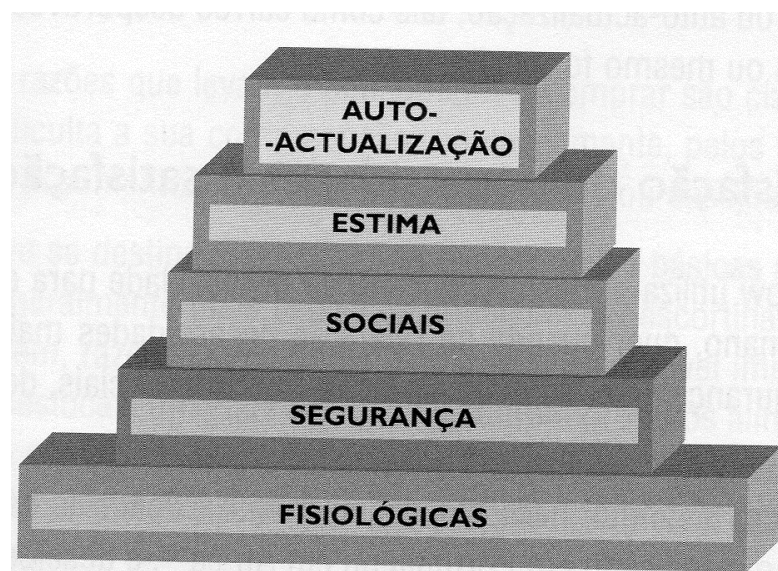 AUTO-
-ACTUALIZAÇÃO
ESTIMA
SOCIAIS
SEGURANÇA
FISIOLÓGICAS